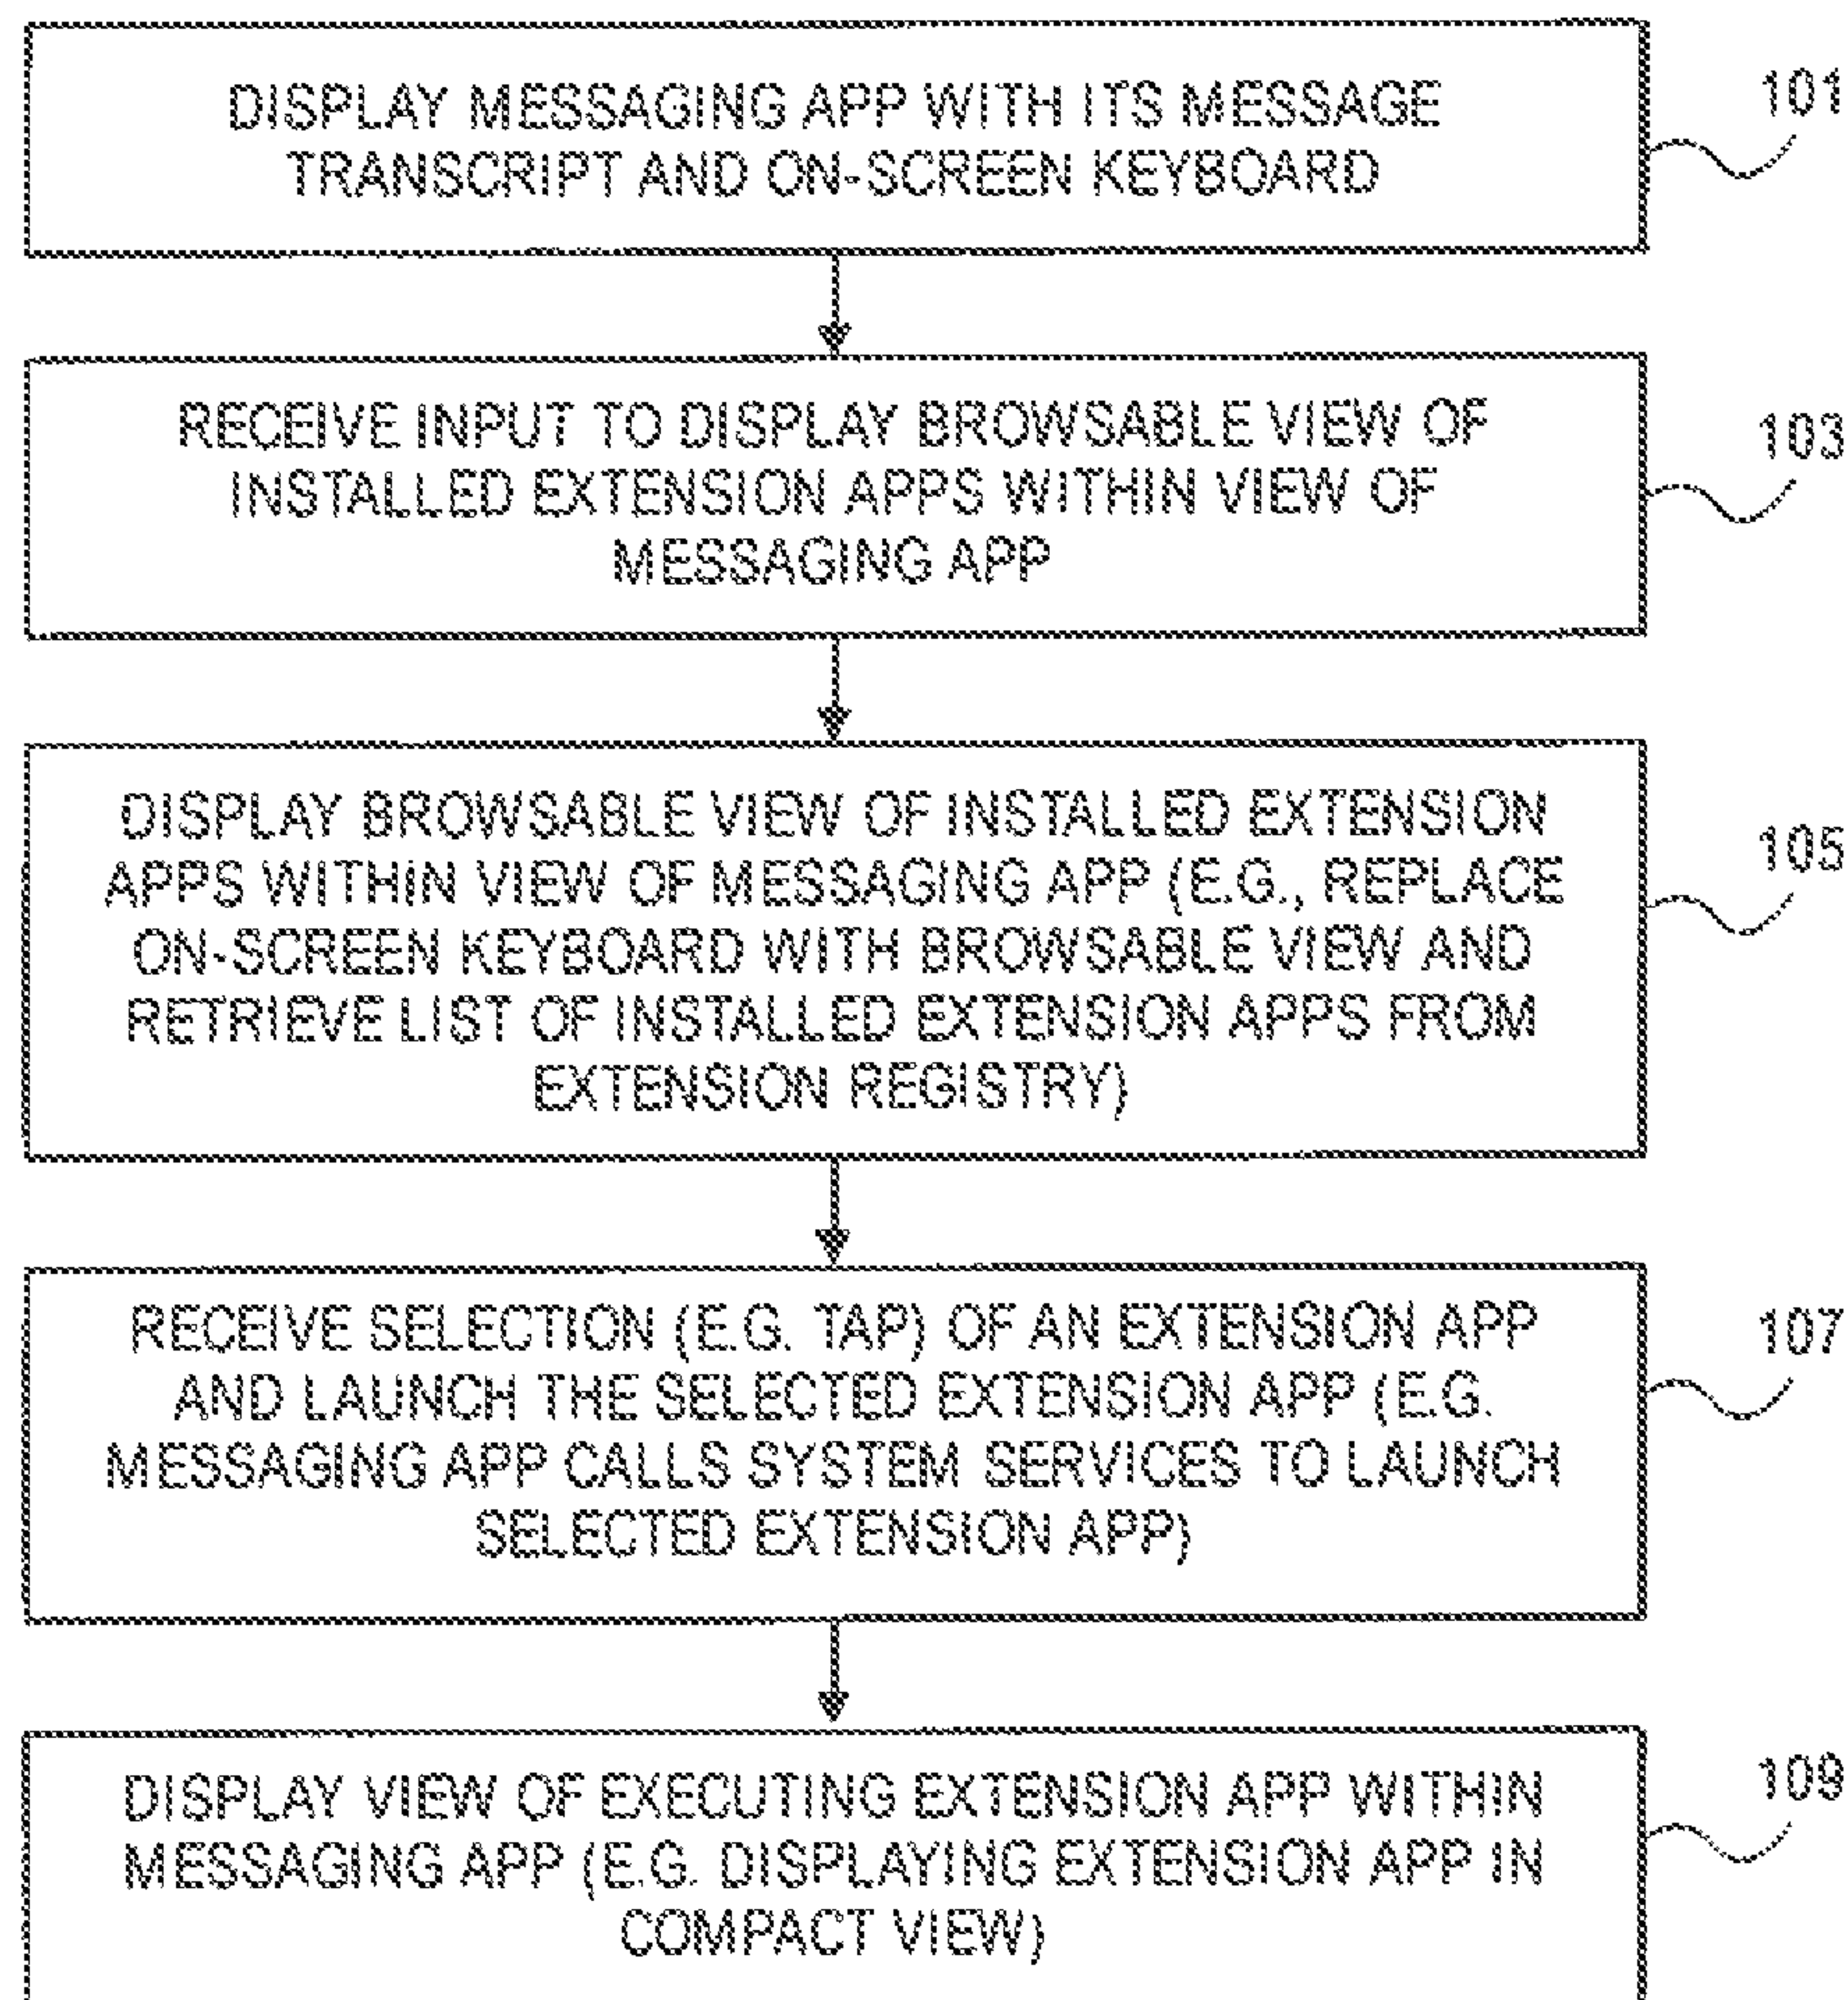 DISPLAY MESSAGING APP WITH ITS MESSAGE
TRANSCRIPT AND ON-SCREEN KEYBOARD
101
RECEIVE INPUT TO DISPLAY BROWSABLE VIEW OF
INSTALLED EXTENSION APPS WITHIN VIEW OF
MESSAGING APP
103
DISPLAY BROWSABLE VIEW OF INSTALLED EXTENSION
APPS WITHIN VIEW OF MESSAGING APP (E.G., REPLACE
ON-SCREEN KEYBOARD WITH BROWSABLE VIEW AND
RETRIEVE LIST OF INSTALLED EXTENSION APPS FROM
EXTENSION REGISTRY)
105
RECEIVE SELECTION (E.G. TAP) OF AN EXTENSION APP
AND LAUNCH THE SELECTED EXTENSION APP (E.G.
MESSAGING APP CALLS SYSTEM SERVICES TO LAUNCH
SELECTED EXTENSION APP)
107
DISPLAY VIEW OF EXECUTING EXTENSION APP WITHIN
MESSAGING APP (E.G. DISPLAYING EXTENSION APP IN
COMPACT VIEW)
109